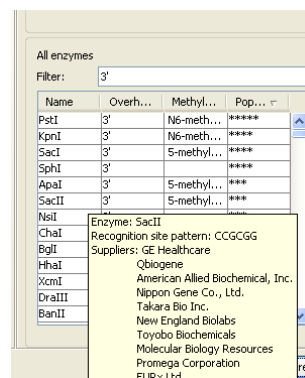 All enzymes
Filter: 3'
Name Overh... Methyl... Pop...
PstI 3' N6-meth... *****
KpnI 3' N6-meth... *****
SacI 3' 5-methyl... ****
SphI 3' ****
ApaI 3' 5-methyl... ***
SacII 3' 5-methyl... ***
NsiI
ChaI
BglI
HhaI
XcmI
DraIII
BanII
Enzyme: SacII
Recognition site pattern: CCGCGG
Suppliers: GE Healthcare
Qbiogene
American Allied Biochemical, Inc.
Nippon Gene Co., Ltd.
Takara Bio Inc.
New England Biolabs
Toyobo Biochemicals
Molecular Biology Resources
Promega Corporation
EURx Ltd.